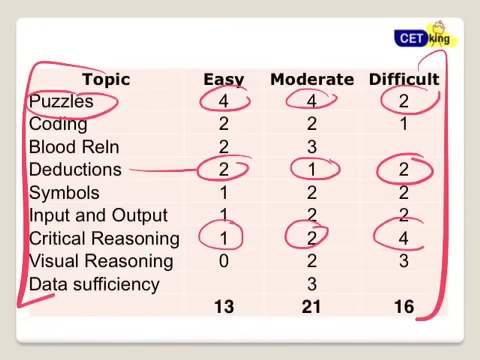 CETking
Topic Easy Moderate Difficult
Puzzles 4 4 2
Coding 2 2 1
Blood Reln 2 3
Deductions 2 1 2
Symbols 1 2 2
Input and Output 1 2 2
Critical Reasoning 1 2 4
Visual Reasoning 0 2 3
Data sufficiency 3
13 21 16